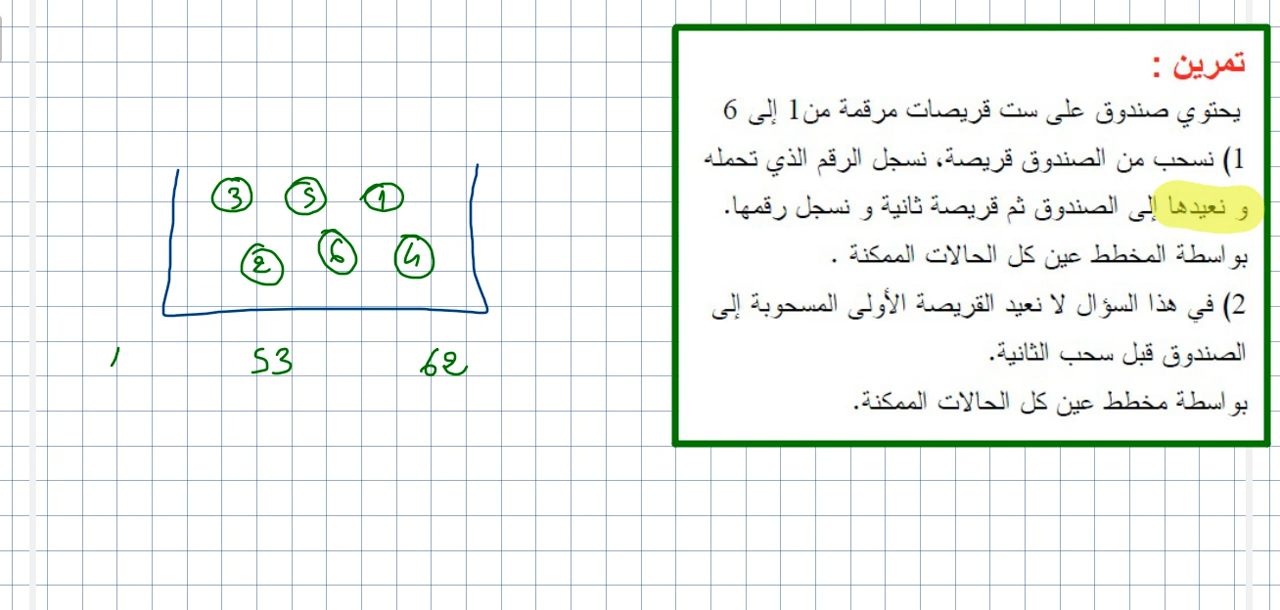 تمرين :
يحتوي صندوق على ست قريصات مرقمة من1 إلى 6
1) نسحب من الصندوق قريصة، نسجل الرقم الذي تحمله
و نعيدها إلى الصندوق ثم قريصة ثانية و نسجل رقمها.
بواسطة المخطط عين كل الحالات الممكنة .
2) في هذا السؤال لا نعيد القريصة الأولى المسحوبة إلى
الصندوق قبل سحب الثانية.
بواسطة مخطط عين كل الحالات الممكنة.
3 5 1
2 6 4
1 53 62